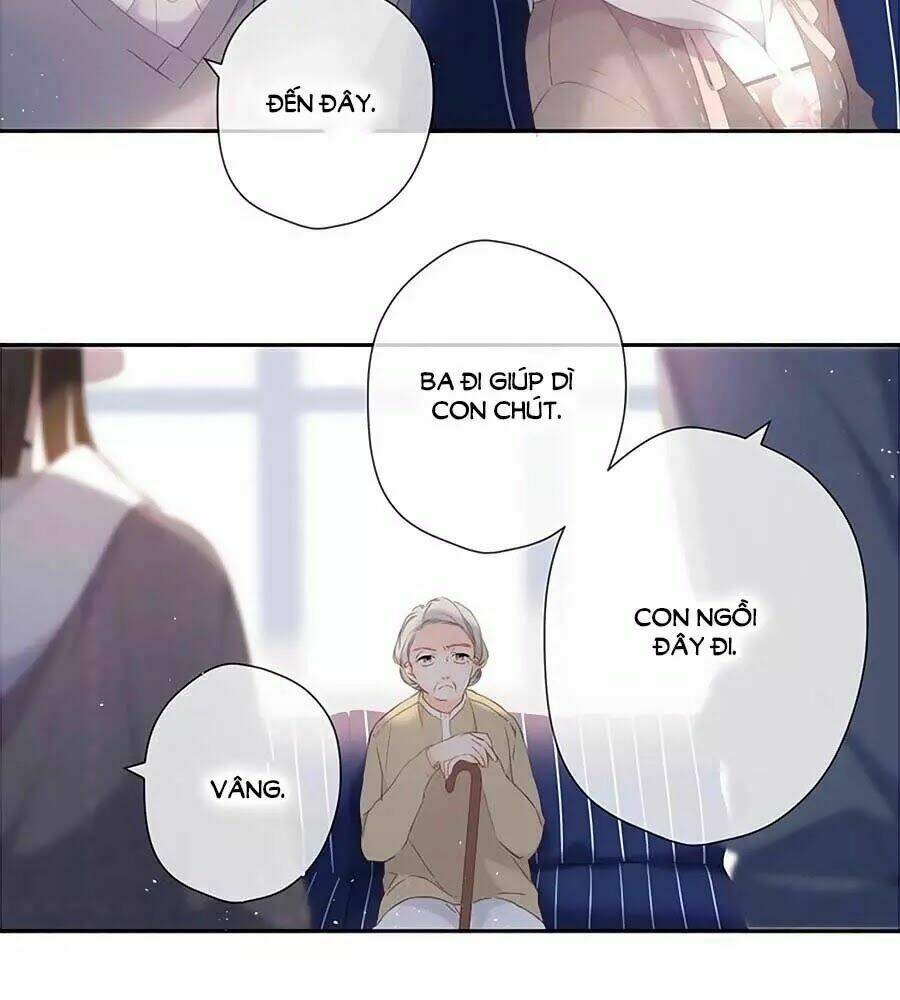 ĐẾN ĐÂY.
BA ĐI GIÚP DÌ
CON CHÚT.
CON NGỒI
ĐÂY ĐI.
VÂNG.